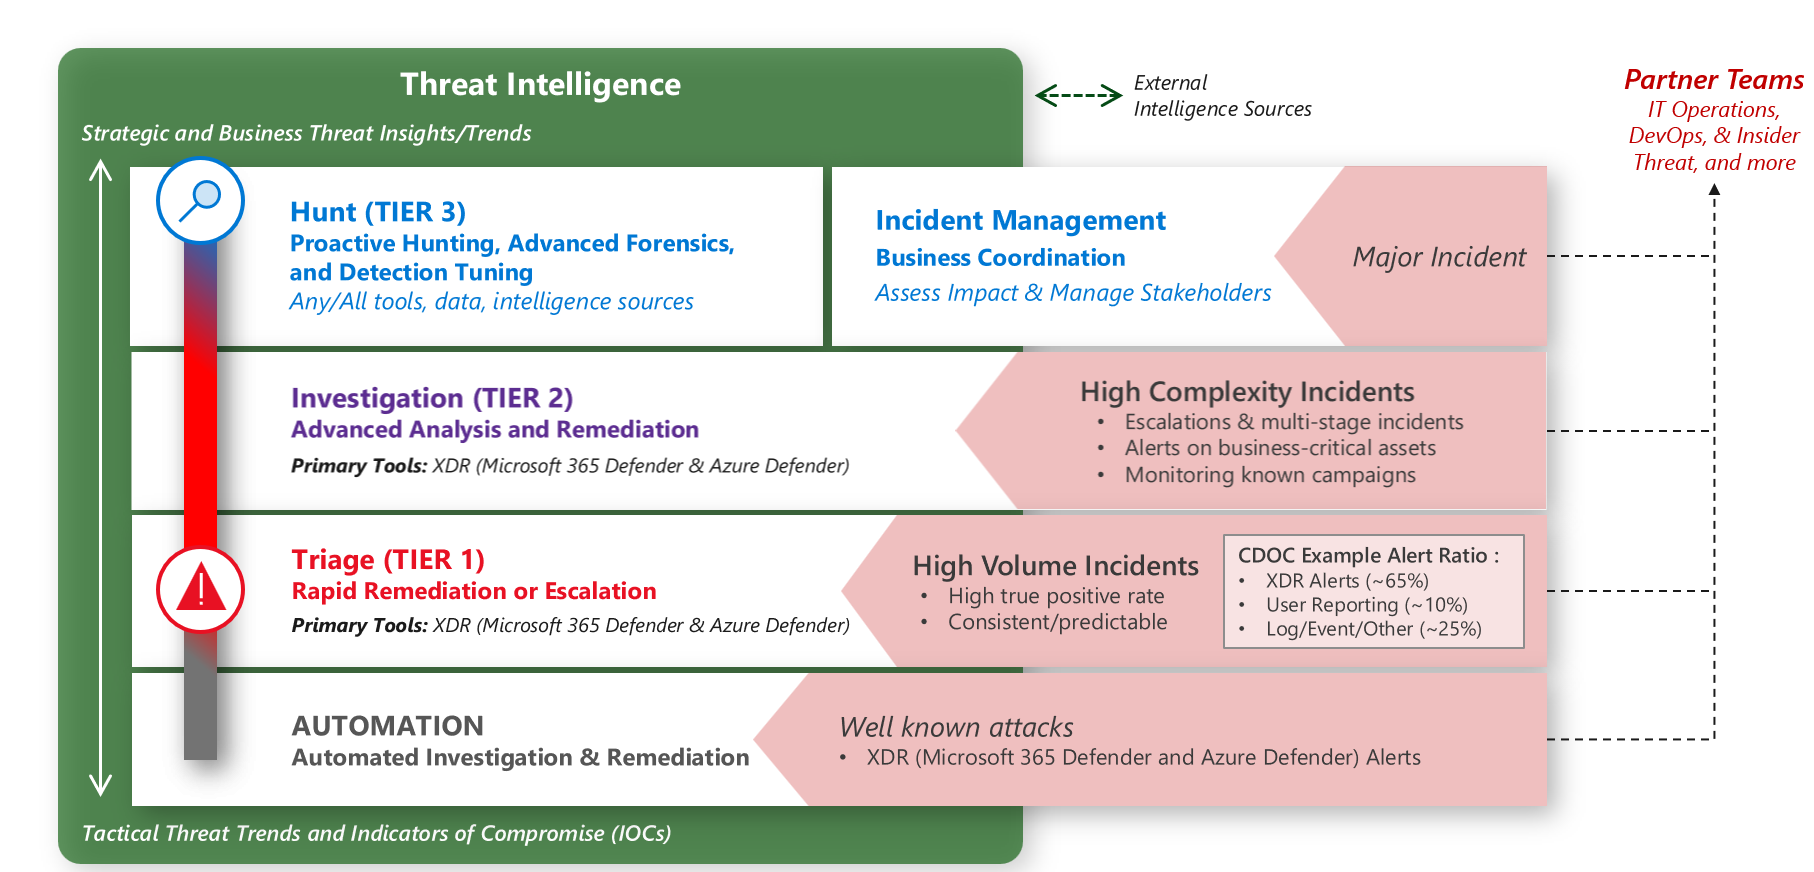 Threat Intelligence
Strategic and Business Threat Insights/Trends
External
Intelligence Sources
Partner Teams
IT Operations,
DevOps, & Insider
Threat, and more
Hunt (TIER 3)
Proactive Hunting, Advanced Forensics,
and Detection Tuning
Any/All tools, data, intelligence sources
Incident Management
Business Coordination
Assess Impact & Manage Stakeholders
Major Incident
Investigation (TIER 2)
Advanced Analysis and Remediation
Primary Tools: XDR (Microsoft 365 Defender & Azure Defender)
High Complexity Incidents
• Escalations & multi-stage incidents
• Alerts on business-critical assets
• Monitoring known campaigns
Triage (TIER 1)
Rapid Remediation or Escalation
Primary Tools: XDR (Microsoft 365 Defender & Azure Defender)
High Volume Incidents
• High true positive rate
• Consistent/predictable
CDOC Example Alert Ratio :
• XDR Alerts (~65%)
• User Reporting (~10%)
• Log/Event/Other (~25%)
AUTOMATION
Automated Investigation & Remediation
Well known attacks
• XDR (Microsoft 365 Defender and Azure Defender) Alerts
Tactical Threat Trends and Indicators of Compromise (IOCs)